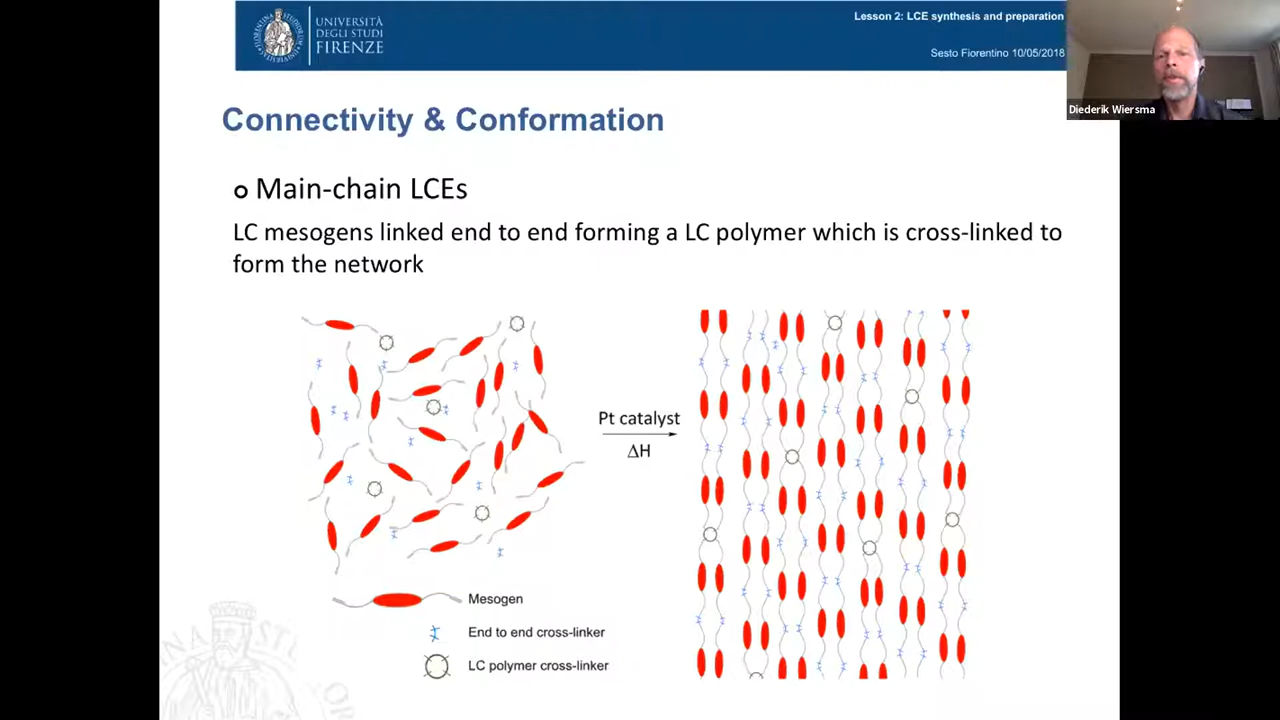 UNIVERSITÀ
DEGLI STUDI
FIRENZE
Lesson 2: LCE synthesis and preparation
Sesto Fiorentino 10/05/2018
Diederik Wiersma
Connectivity & Conformation
Main-chain LCEs
LC mesogens linked end to end forming a LC polymer which is cross-linked to
form the network
Pt catalyst
ΔH
Mesogen
End to end cross-linker
LC polymer cross-linker